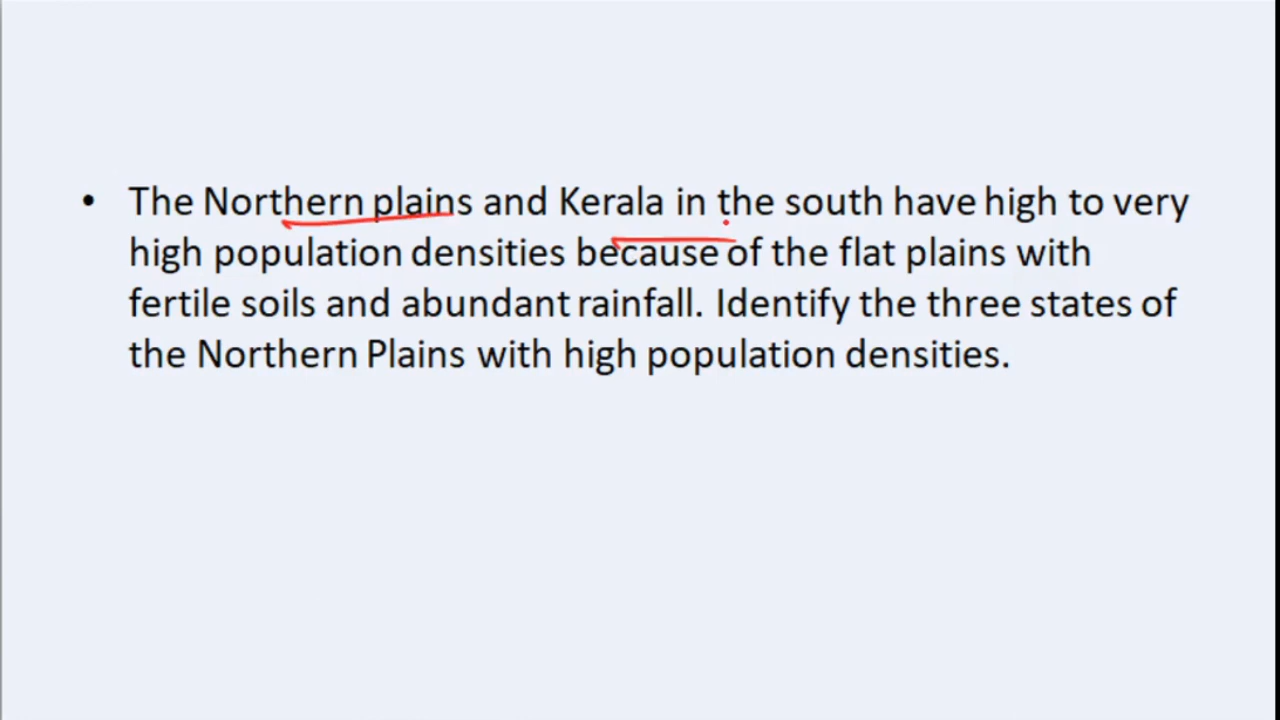 • The Northern plains and Kerala in the south have high to very
high population densities because of the flat plains with
fertile soils and abundant rainfall. Identify the three states of
the Northern Plains with high population densities.